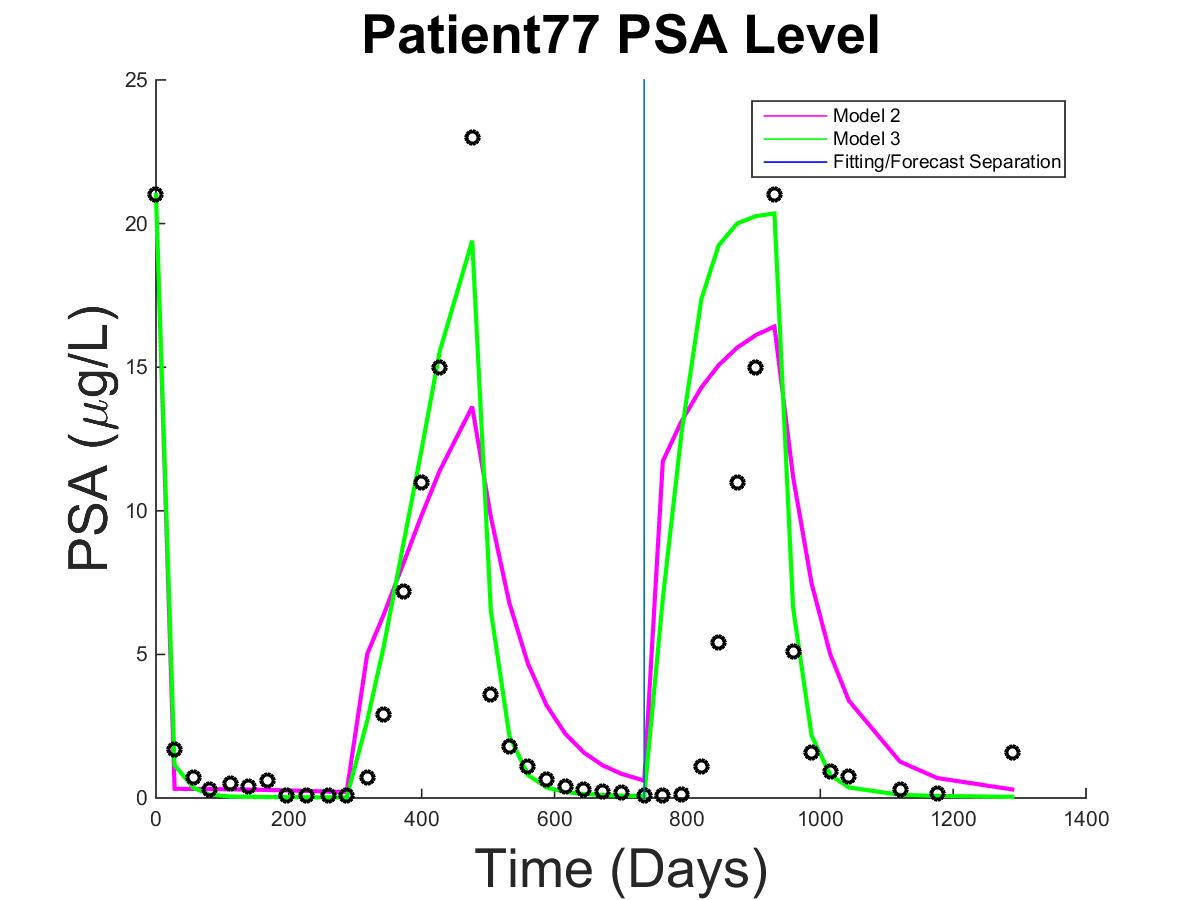 Patient77 PSA Level
25
20
15
10
5
0
PSA (μg/L)
Model 2
Model 3
Fitting/Forecast Separation
0 200 400 600 800 1000 1200 1400
Time (Days)